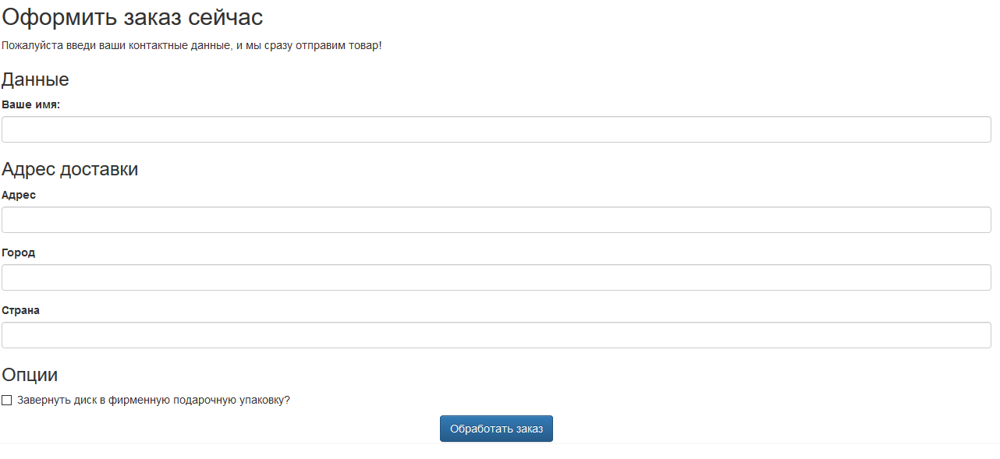 Оформить заказ сейчас
Пожалуйста введи ваши контактные данные, и мы сразу отправим товар!
Данные
Ваше имя:
Адрес доставки
Адрес
Город
Страна
Опции
Завернуть диск в фирменную подарочную упаковку?
Обработать заказ